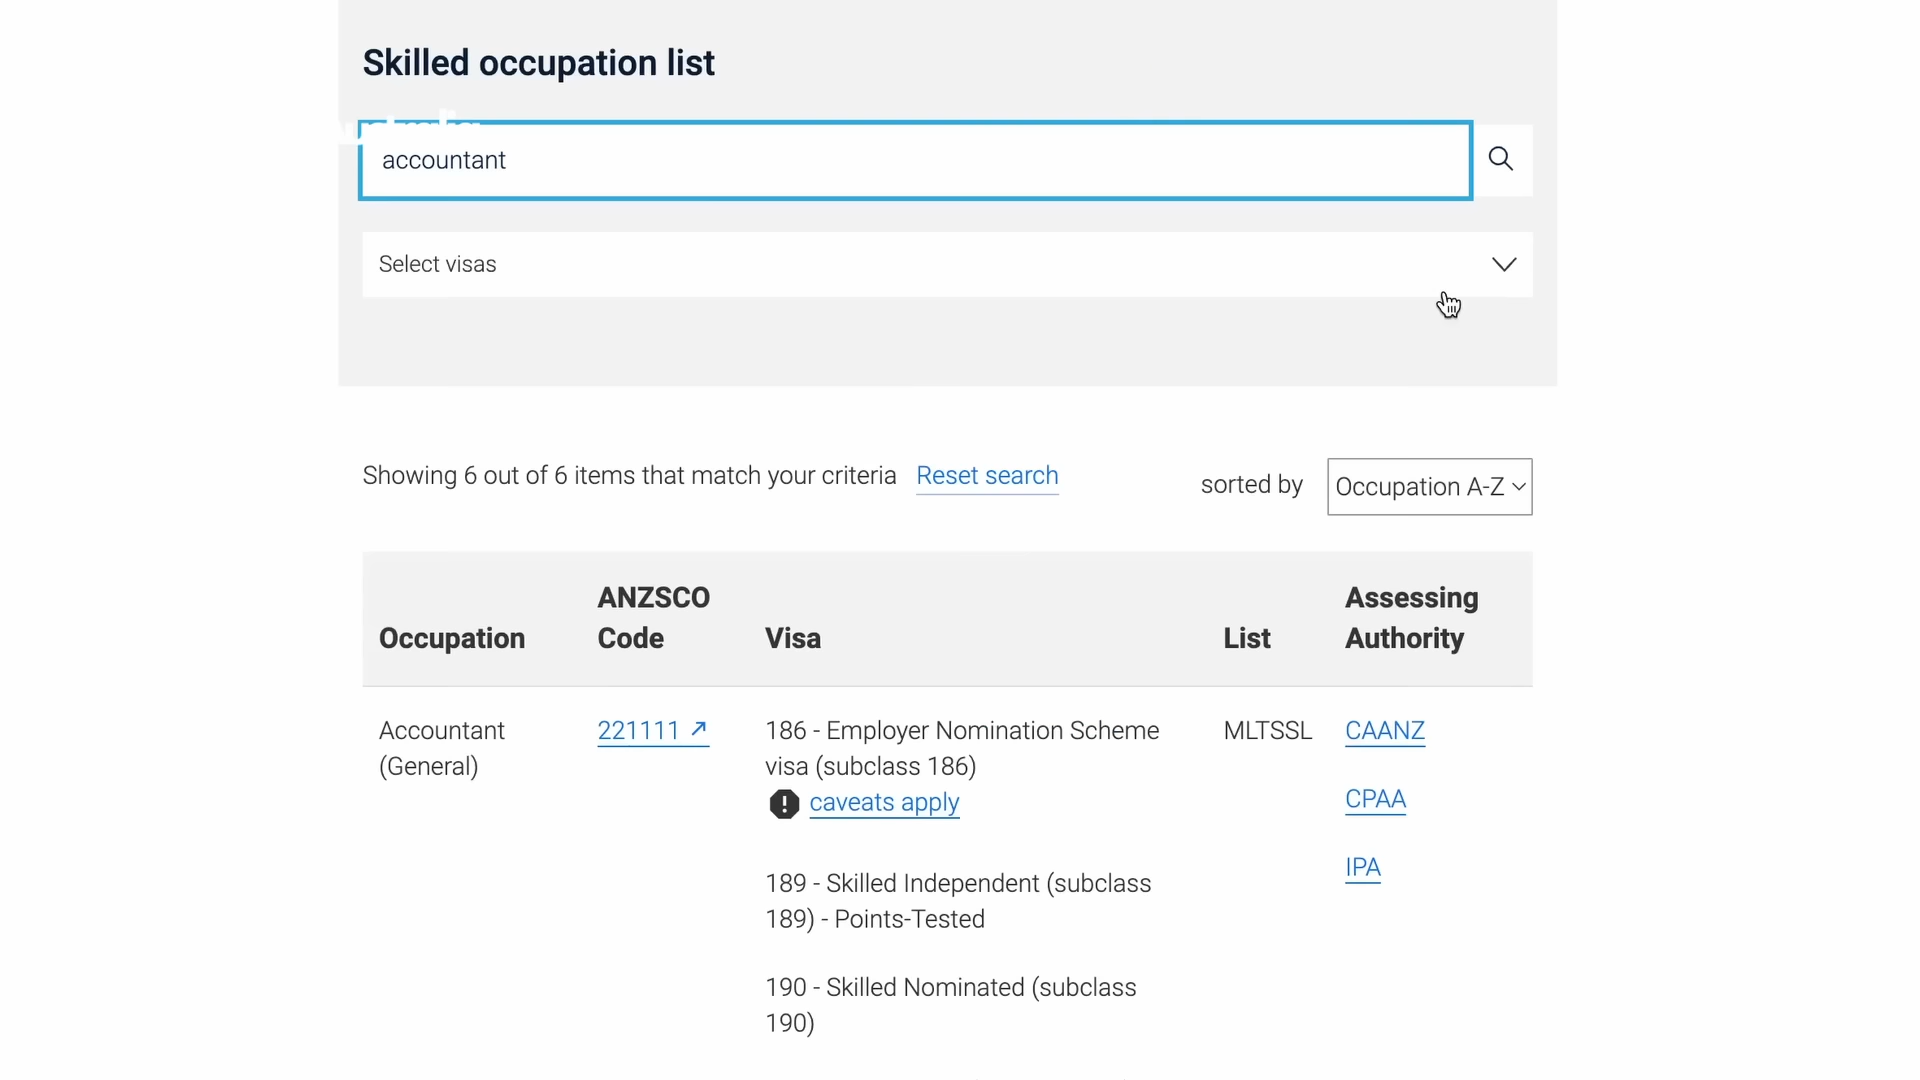 Skilled occupation list
accountant
Select visas
Showing 6 out of 6 items that match your criteria Reset search sorted by Occupation A-Z
Occupation ANZSCO Code Visa List Assessing Authority
Accountant (General) 221111 186 - Employer Nomination Scheme MLTSSL CAANZ
visa (subclass 186)
caveats apply CPAA
IPA
189 - Skilled Independent (subclass
189) - Points-Tested
190 - Skilled Nominated (subclass
190)